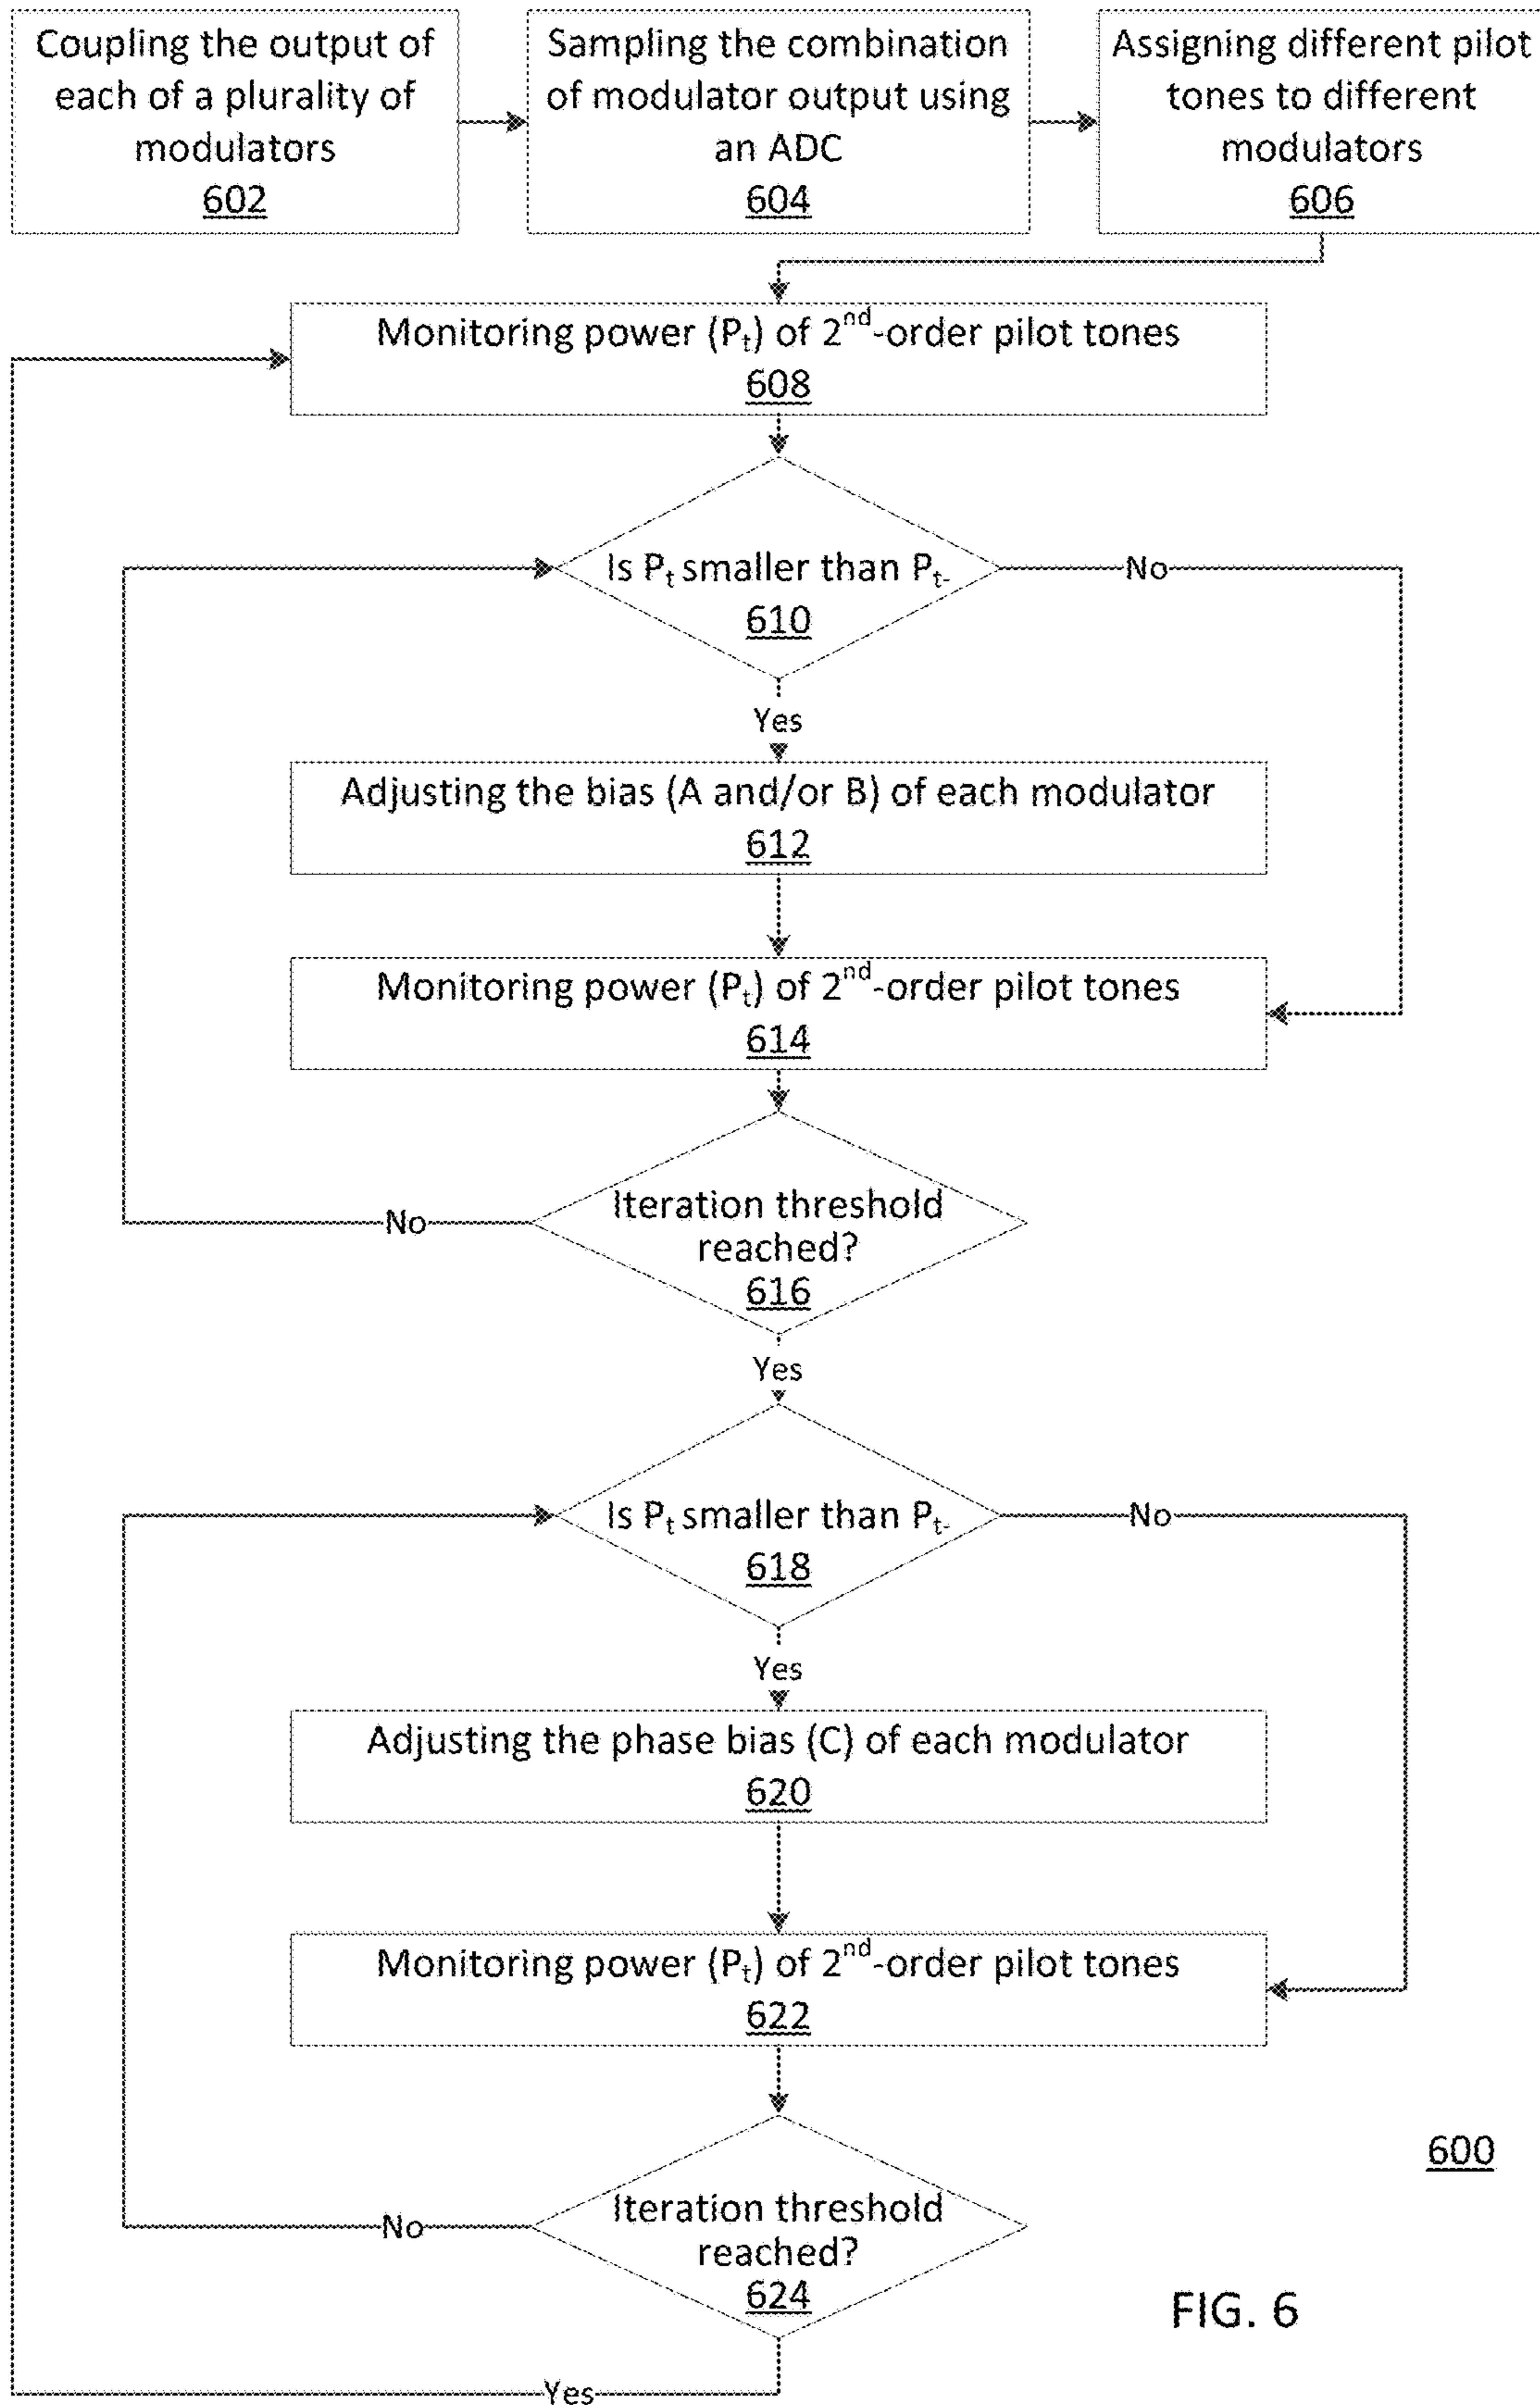 Coupling the output of
each of a plurality of
modulators
602
Sampling the combination
of modulator output using
an ADC
604
Assigning different pilot
tones to different
modulators
606
Monitoring power (Pt) of 2nd-order pilot tones
608
Is Pt smaller than Pt-
610
No
Yes
Adjusting the bias (A and/or B) of each modulator
612
Monitoring power (Pt) of 2nd-order pilot tones
614
Iteration threshold
reached?
616
No
Yes
Is Pt smaller than Pt-
618
No
Yes
Adjusting the phase bias (C) of each modulator
620
Monitoring power (Pt) of 2nd-order pilot tones
622
Iteration threshold
reached?
624
No
Yes
600
FIG. 6